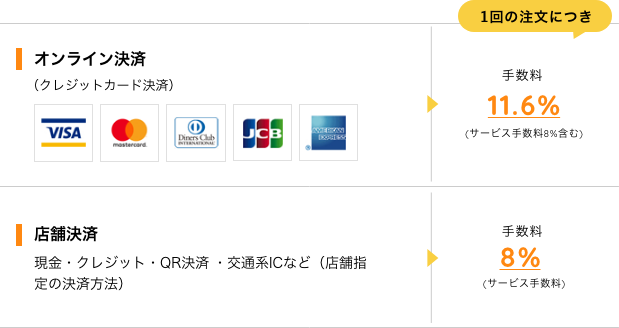 1回の注文につき
オンライン決済
（クレジットカード決済）
VISA
mastercard.
Diners Club
INTERNATIONAL
JCB
AMERICAN
EXPRESS
手数料
11.6%
(サービス手数料8%含む)
店舗決済
現金・クレジット・QR決済 ・交通系ICなど（店舗指
定の決済方法）
手数料
8%
(サービス手数料)